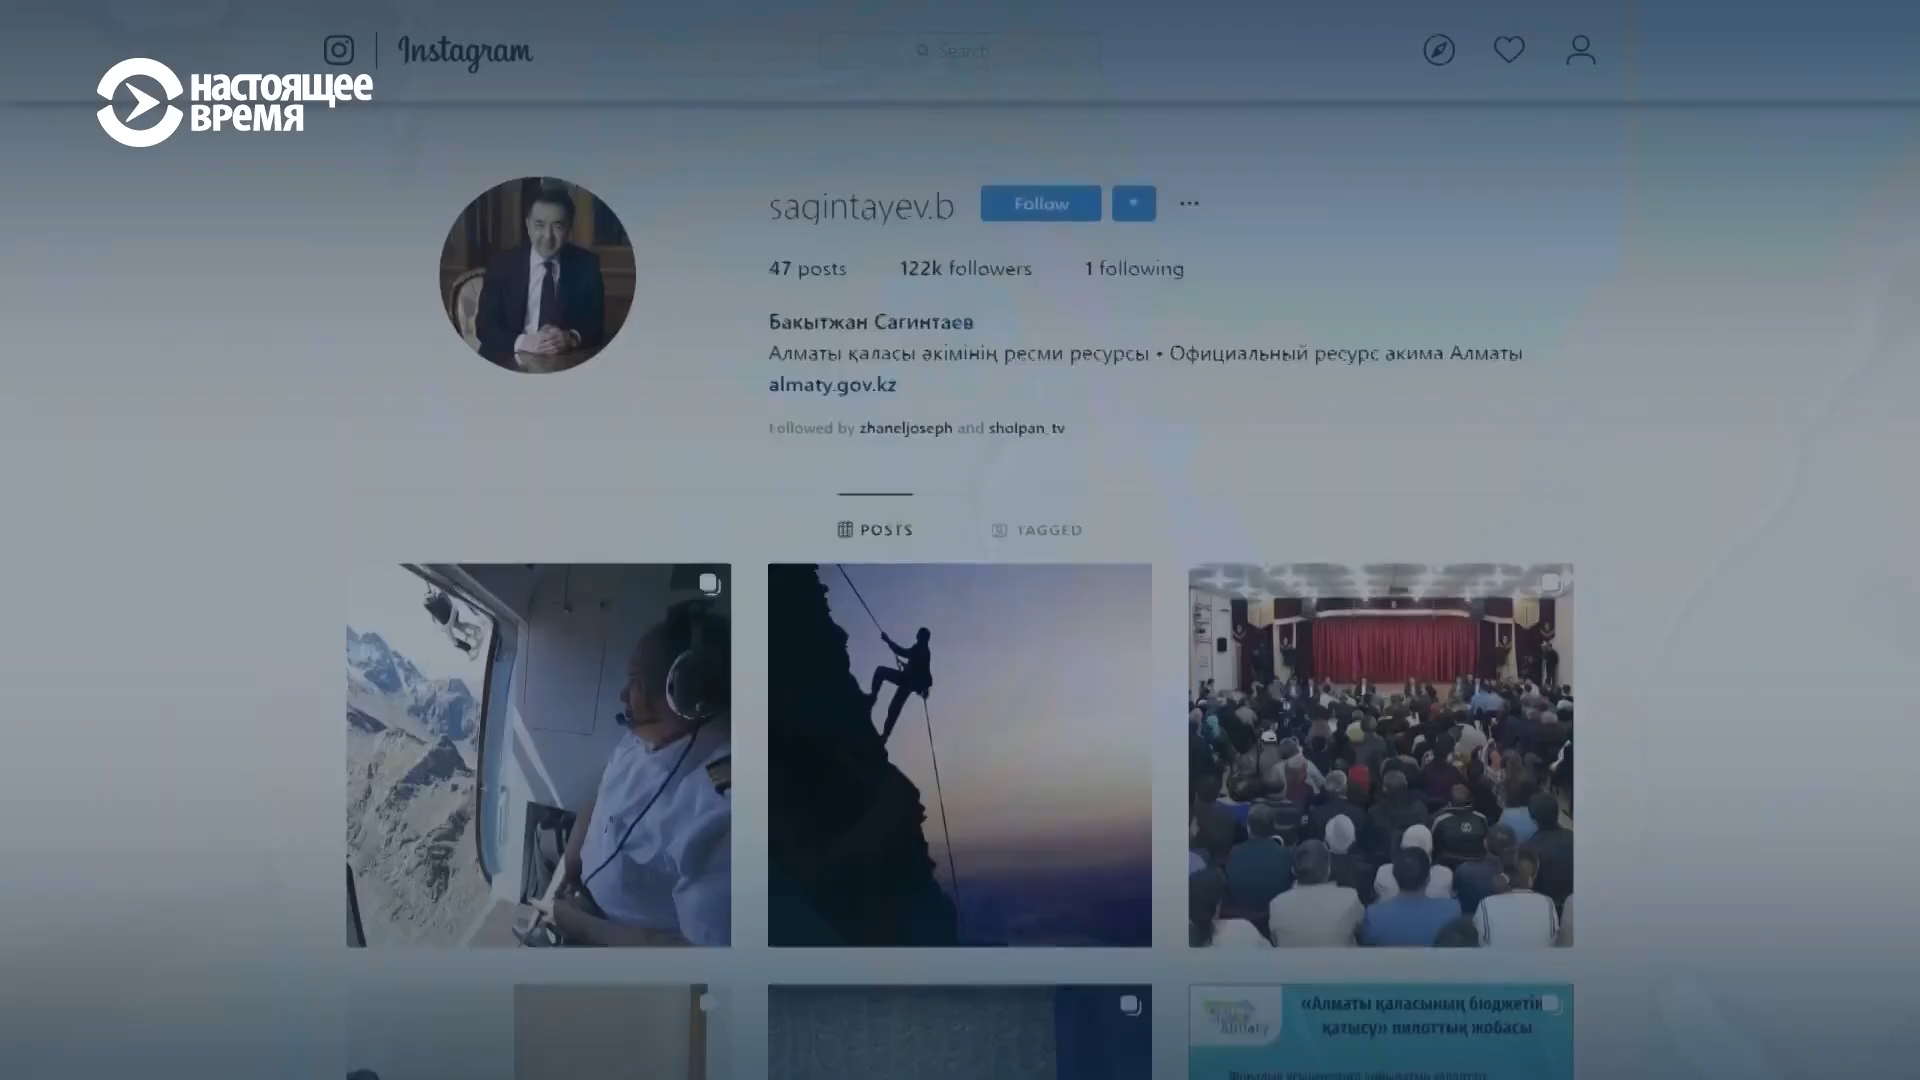 Instagram
Search
НАСТОЯЩЕЕ
ВРЕМЯ
sagintayev.b
Follow
47 posts
122k followers
1 following
Бакытжан Сагинтаев
Алматы қаласы әкімінің ресми ресурсы • Официальный ресурс акима Алматы
almaty.gov.kz
Followed by zhaneljoseph and sholpan_tv
POSTS
TAGGED
Almaty
«Алматы қаласының бюджетін
қатысу» пилоттық жобасы